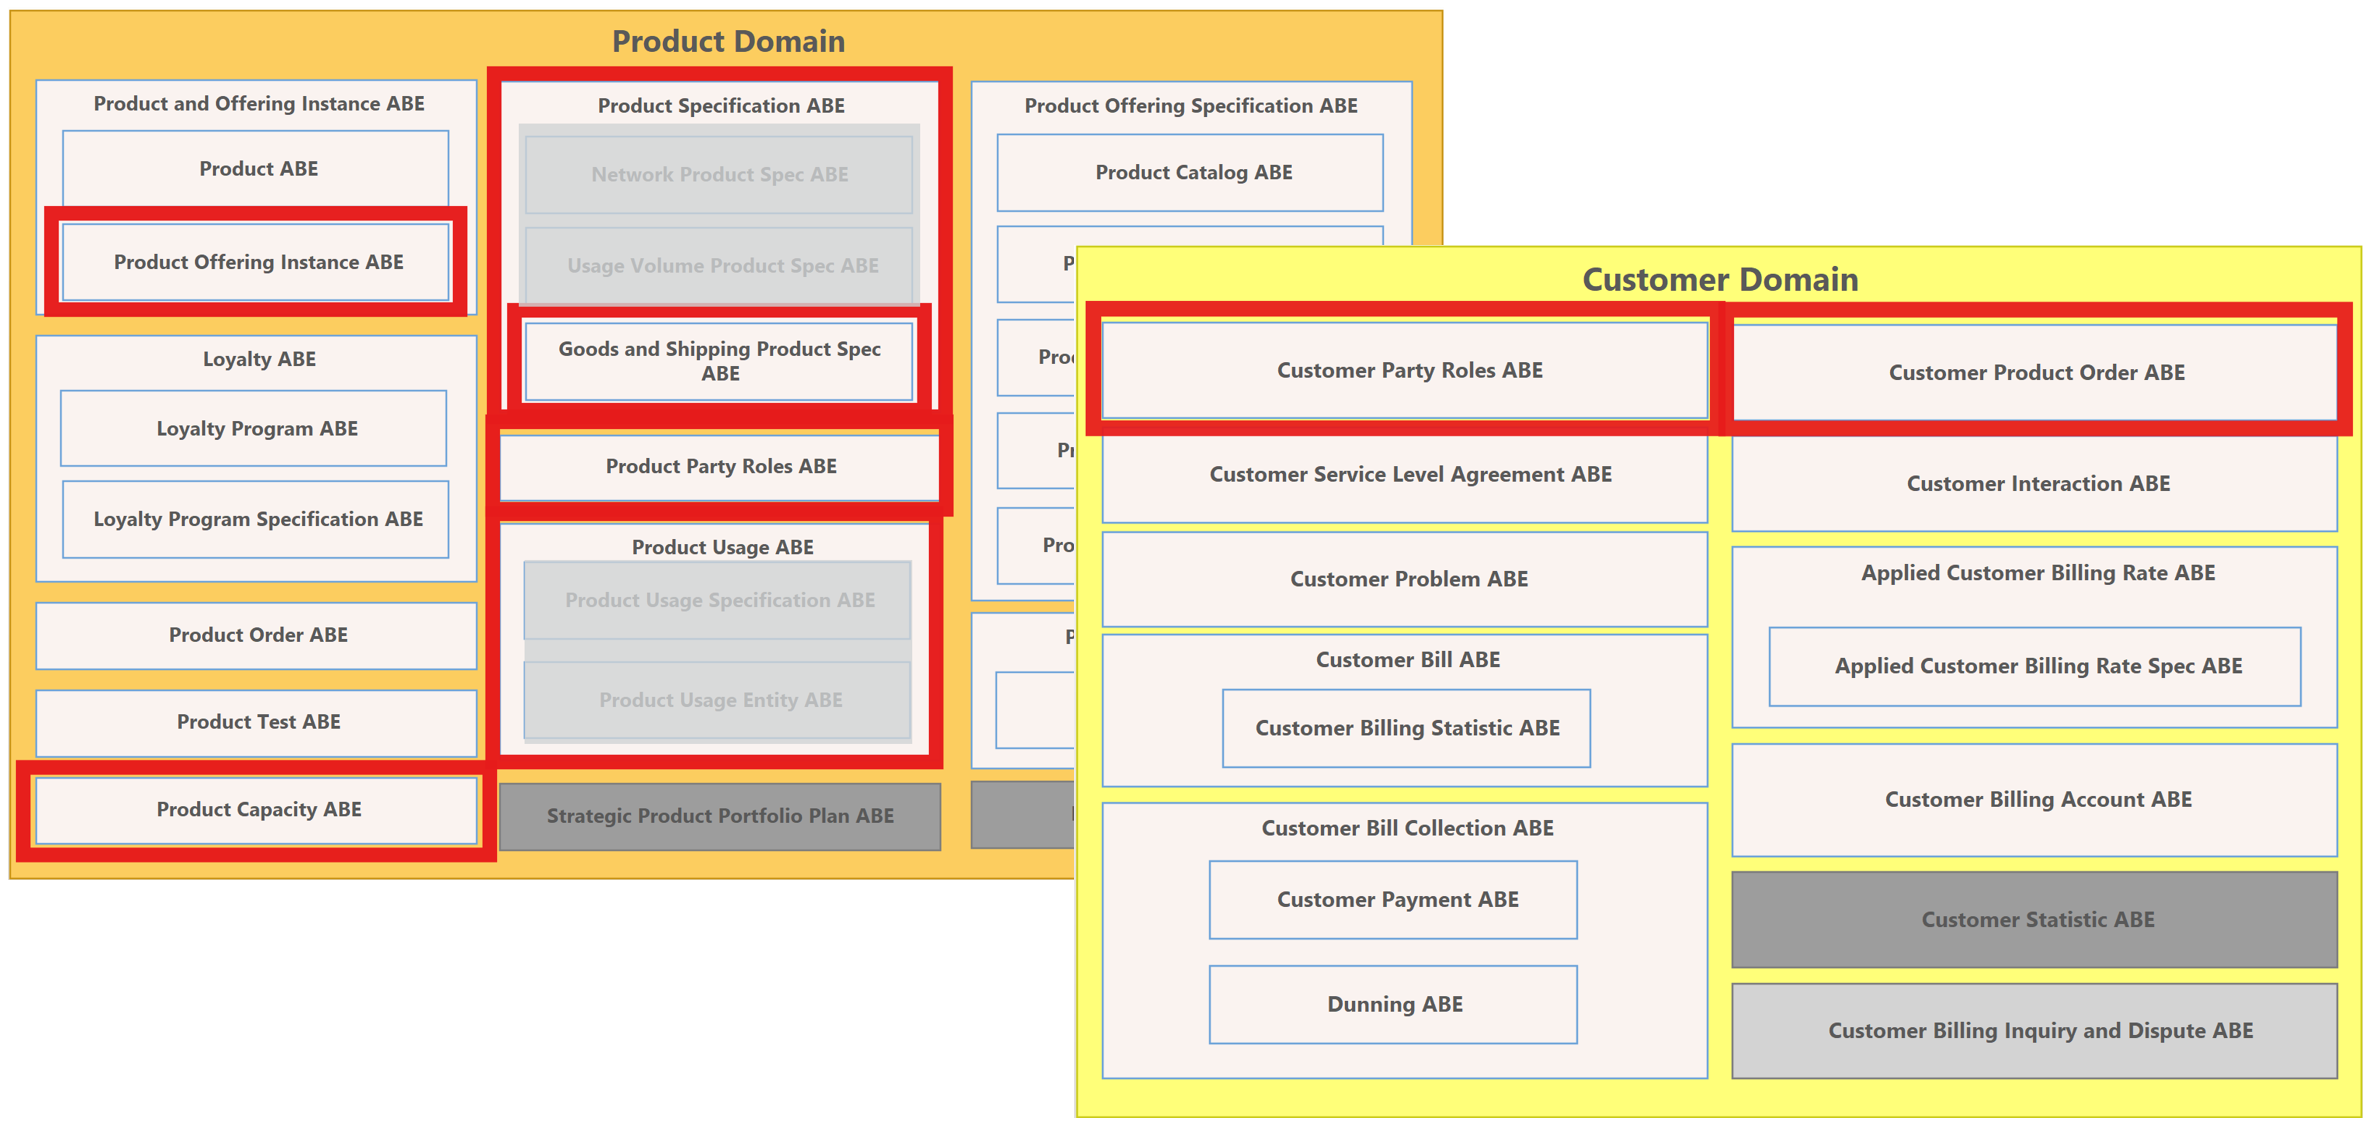 Product Domain
Product and Offering Instance ABE
Product ABE
Product Offering Instance ABE
Loyalty ABE
Loyalty Program ABE
Loyalty Program Specification ABE
Product Order ABE
Product Test ABE
Product Capacity ABE
Product Specification ABE
Network Product Spec ABE
Usage Volume Product Spec ABE
Goods and Shipping Product Spec
ABE
Product Party Roles ABE
Product Usage ABE
Product Usage Specification ABE
Product Usage Entity ABE
Strategic Product Portfolio Plan ABE
Product Offering Specification ABE
Product Catalog ABE
Customer Domain
Customer Party Roles ABE
Customer Service Level Agreement ABE
Customer Problem ABE
Customer Bill ABE
Customer Billing Statistic ABE
Customer Bill Collection ABE
Customer Payment ABE
Dunning ABE
Customer Product Order ABE
Customer Interaction ABE
Applied Customer Billing Rate ABE
Applied Customer Billing Rate Spec ABE
Customer Billing Account ABE
Customer Statistic ABE
Customer Billing Inquiry and Dispute ABE